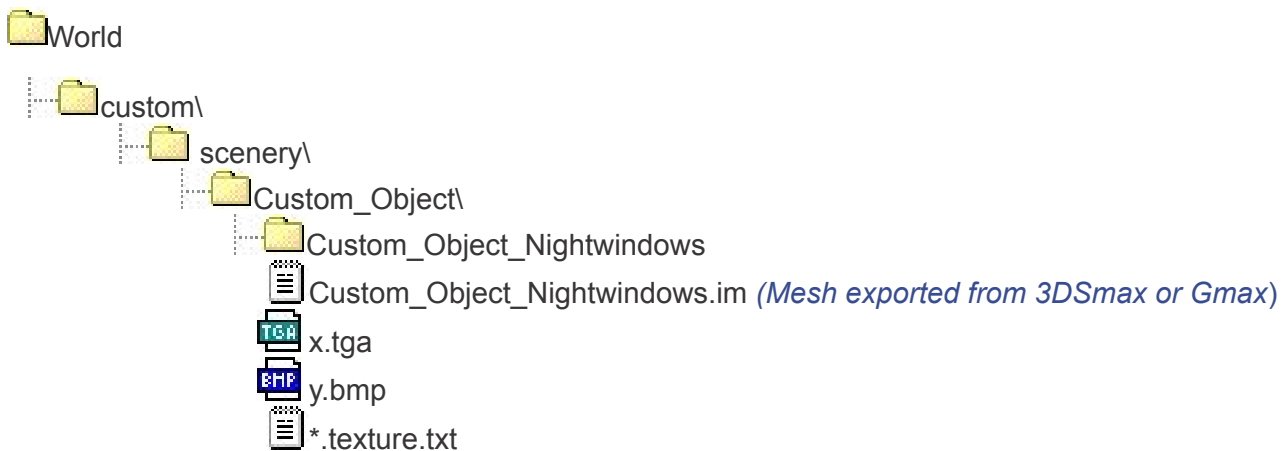 World
custom\
scenery\
Custom_Object\
Custom_Object_Nightwindows
Custom_Object_Nightwindows.im (Mesh exported from 3DSmax or Gmax)
TGA x.tga
BMP y.bmp
*.texture.txt